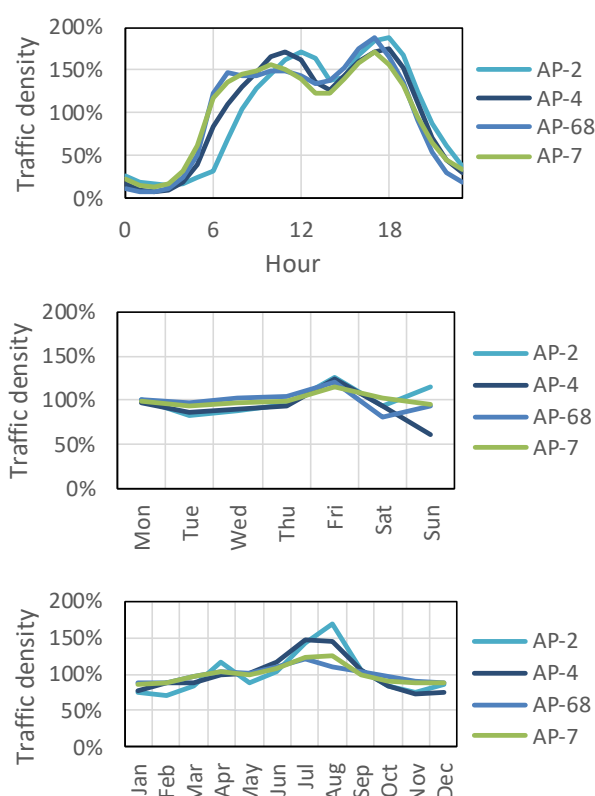 Traffic density
200%
150%
100%
50%
0%
0
6
12
18
Hour
AP-2
AP-4
AP-68
AP-7
Traffic density
200%
150%
100%
50%
0%
Mon
Tue
Wed
Thu
Fri
Sat
Sun
AP-2
AP-4
AP-68
AP-7
Traffic density
200%
150%
100%
50%
0%
Jan
Feb
Mar
Apr
May
Jun
Jul
Aug
Sep
Oct
Nov
Dec
AP-2
AP-4
AP-68
AP-7